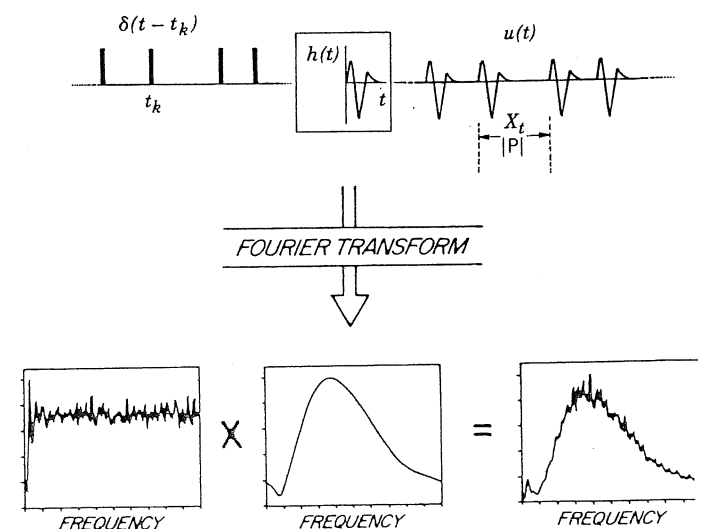 δ(t − t_k)
t_k
h(t)
t
u(t)
X_t
|P|
FOURIER TRANSFORM
X
=
FREQUENCY
FREQUENCY
FREQUENCY